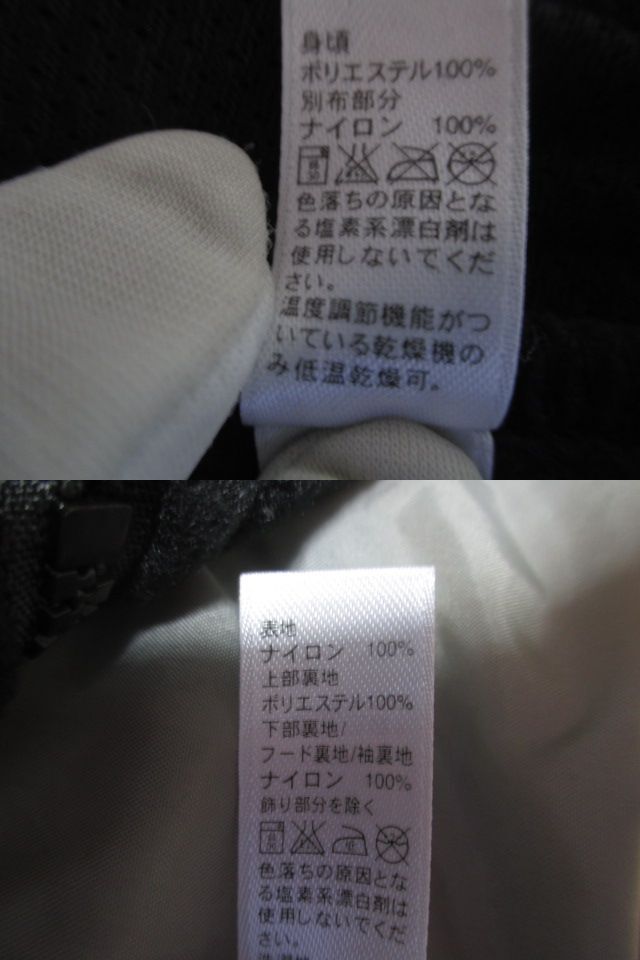 身頃
ポリエステル100%
別布部分
ナイロン 100%
色落ちの原因とな
る塩素系漂白剤は
使用しないでくだ
さい。
温度調節機能がつ
いている乾燥機の
み低温乾燥可。
表地
ナイロン 100%
上部裏地
ポリエステル100%
下部裏地/
フード裏地/袖裏地
ナイロン 100%
飾り部分を除く
色落ちの原因とな
る塩素系漂白剤は
使用しないでくだ
さい。